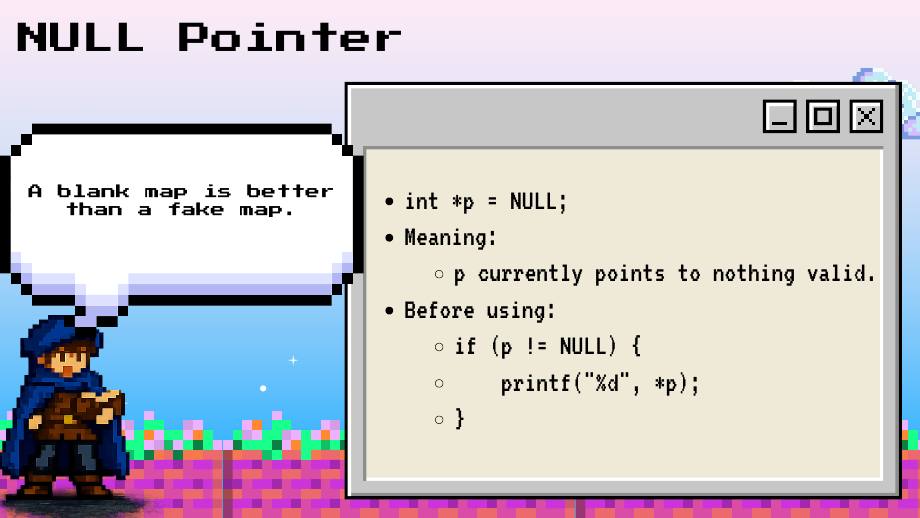 NULL Pointer
A blank map is better
than a fake map.
• int *p = NULL;
• Meaning:
○ p currently points to nothing valid.
• Before using:
○ if (p != NULL) {
○     printf("%d", *p);
○ }